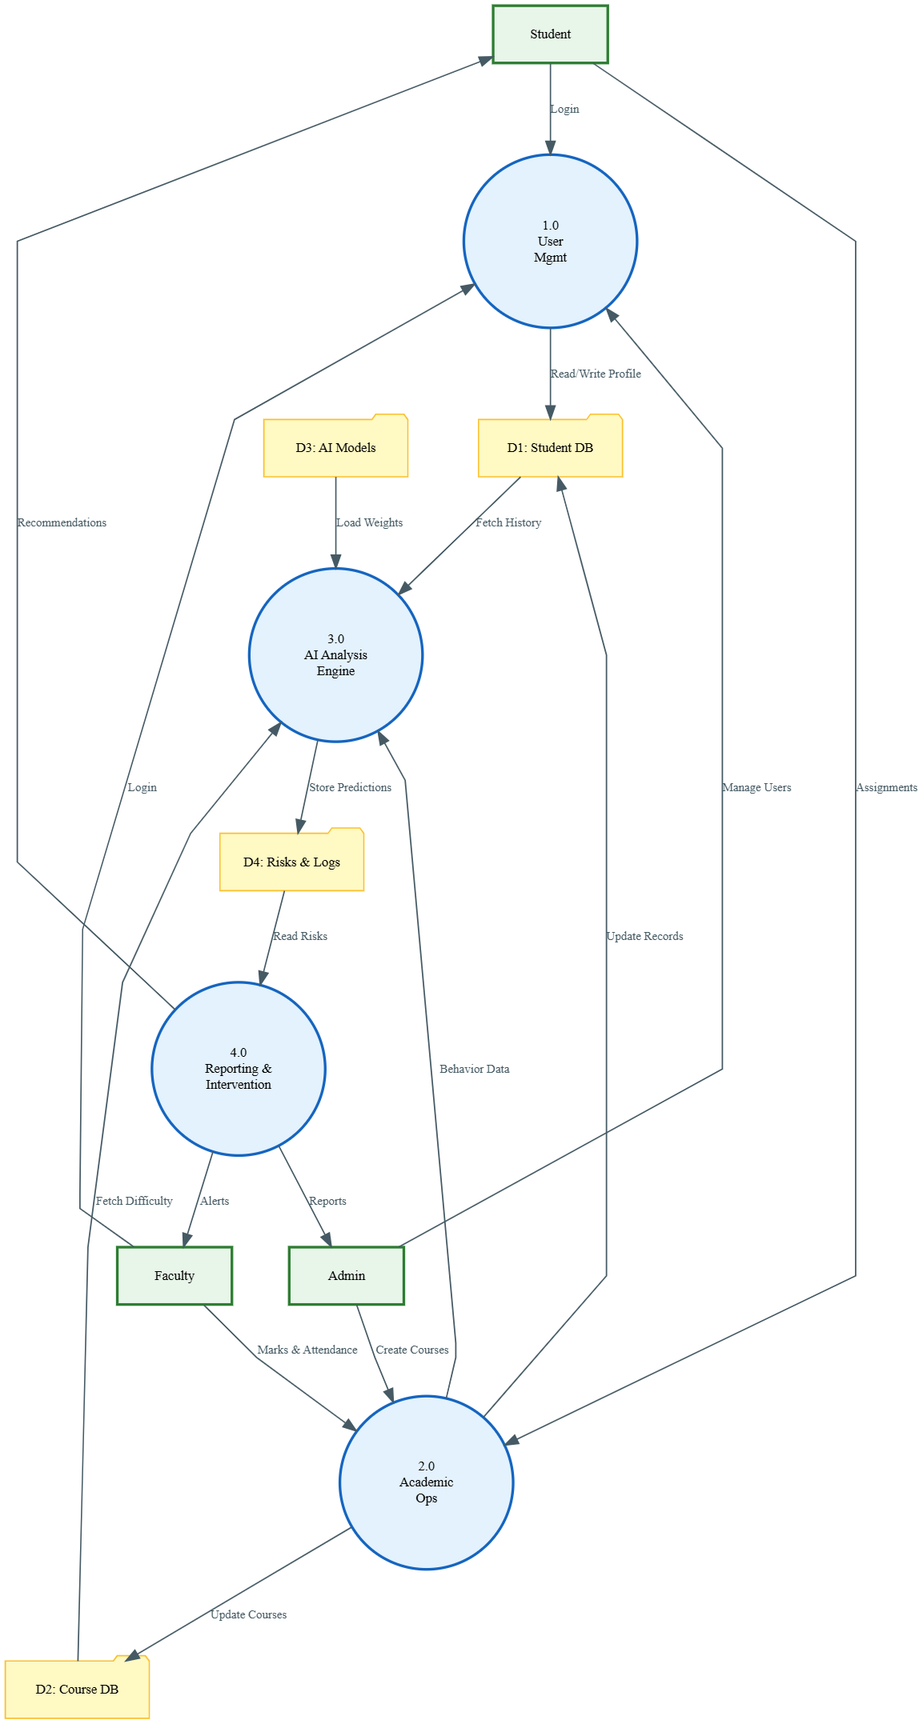 Student
Login
1.0
User
Mgmt
Read/Write Profile
D3: AI Models
D1: Student DB
Recommendations
Load Weights
Fetch History
3.0
AI Analysis
Engine
Login
Store Predictions
Manage Users
Assignments
D4: Risks & Logs
Read Risks
Update Records
4.0
Reporting &
Intervention
Behavior Data
Fetch Difficulty
Alerts
Reports
Faculty
Admin
Marks & Attendance
Create Courses
2.0
Academic
Ops
Update Courses
D2: Course DB